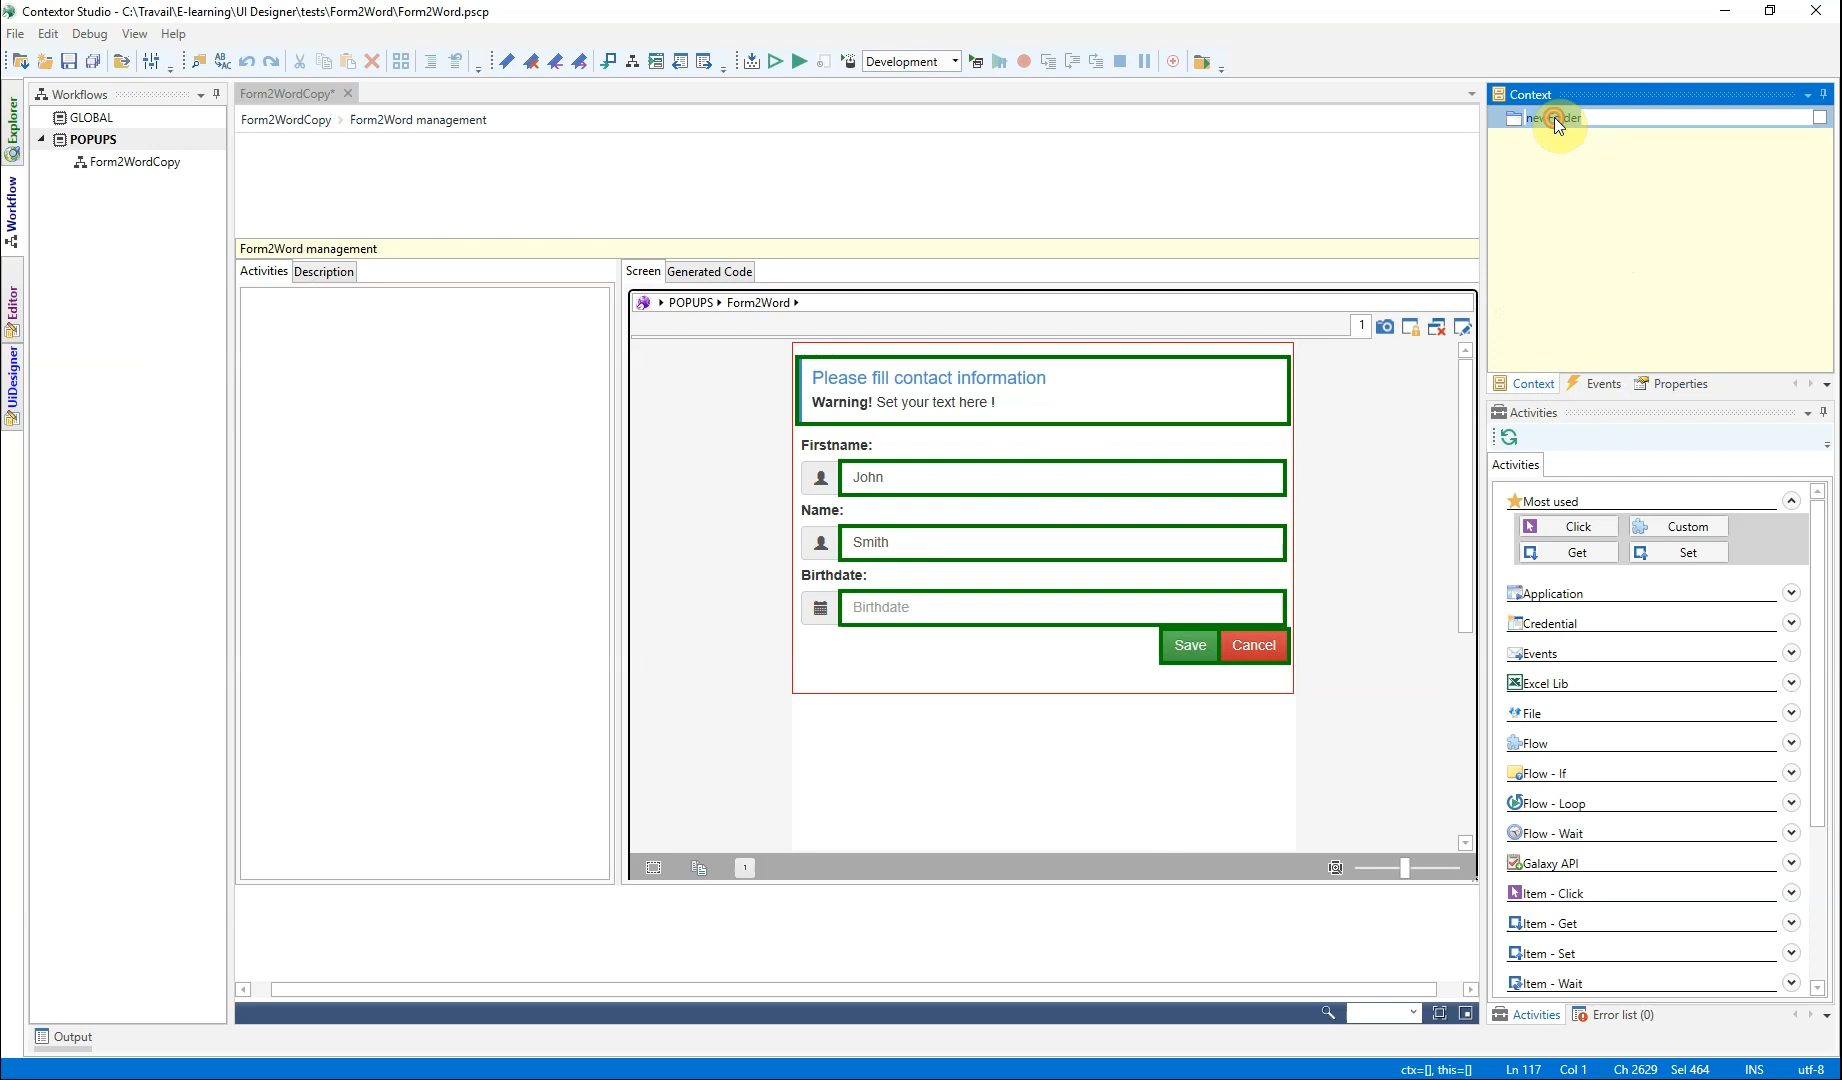 Contextor Studio - C:\Travail\E-learning\UI Designer\tests\Form2Word\Form2Word.pscp
File Edit Debug View Help
Development
Explorer
Workflow
Editor
UiDesigner
Workflows
GLOBAL
POPUPS
Form2WordCopy
Form2WordCopy*
Form2WordCopy > Form2Word management
Form2Word management
Activities Description
Screen Generated Code
POPUPS Form2Word
1
Please fill contact information
Warning! Set your text here !
Firstname:
John
Name:
Smith
Birthdate:
Birthdate
Save Cancel
1
Context
Context Events Properties
Activities
Activities
Most used
Click Custom
Get Set
Application
Credential
Events
Excel Lib
File
Flow
Flow - If
Flow - Loop
Flow - Wait
Galaxy API
Item - Click
Item - Get
Item - Set
Item - Wait
Activities Error list (0)
Output
ctx=[], this=[] Ln 117 Col 1 Ch 2629 Sel 464 INS utf-8